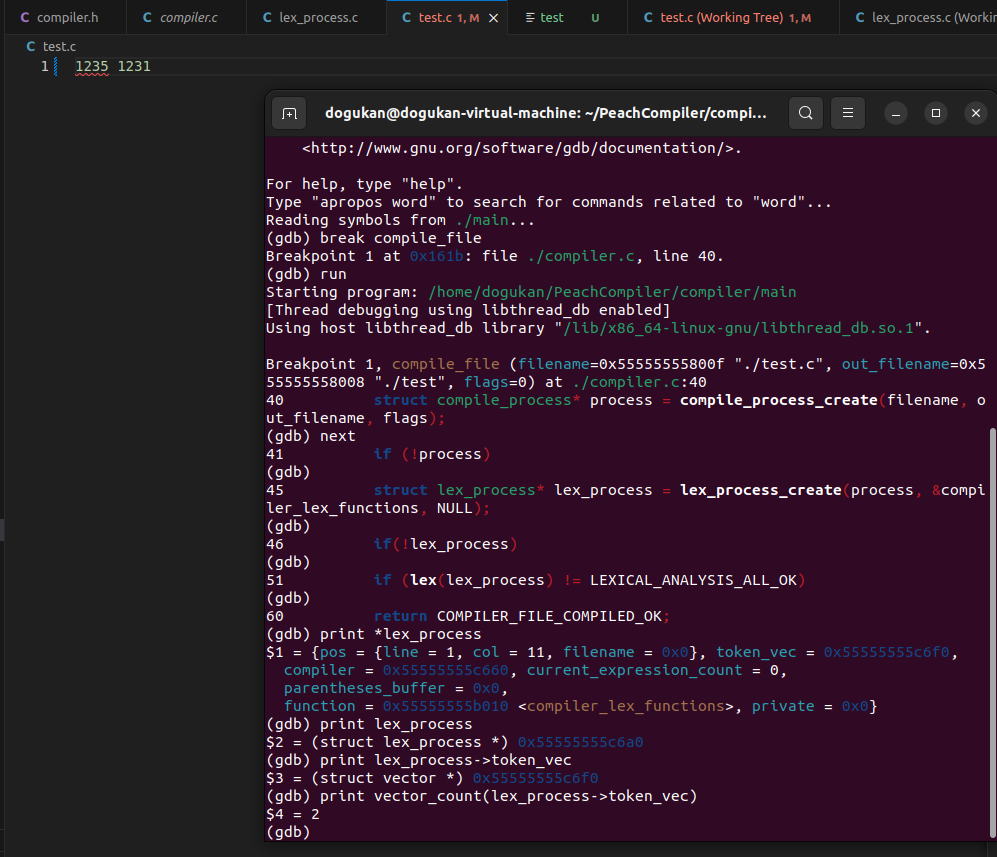 C compiler.h C compiler.c C lex_process.c C test.c 1, M test U C test.c (Working Tree) 1, M C lex_process.c (Workin
C test.c
1 1235 1231
dogukan@dogukan-virtual-machine: ~/PeachCompiler/compi...
<http://www.gnu.org/software/gdb/documentation/>.
For help, type "help".
Type "apropos word" to search for commands related to "word"...
Reading symbols from ./main...
(gdb) break compile_file
Breakpoint 1 at 0x161b: file ./compiler.c, line 40.
(gdb) run
Starting program: /home/dogukan/PeachCompiler/compiler/main
[Thread debugging using libthread_db enabled]
Using host libthread_db library "/lib/x86_64-linux-gnu/libthread_db.so.1".
Breakpoint 1, compile_file (filename=0x55555555800f "./test.c", out_filename=0x5
55555558008 "./test", flags=0) at ./compiler.c:40
40 struct compile_process* process = compile_process_create(filename, o
ut_filename, flags);
(gdb) next
41 if (!process)
(gdb)
45 struct lex_process* lex_process = lex_process_create(process, &compi
ler_lex_functions, NULL);
(gdb)
46 if(!lex_process)
(gdb)
51 if (lex(lex_process) != LEXICAL_ANALYSIS_ALL_OK)
(gdb)
60 return COMPILER_FILE_COMPILED_OK;
(gdb) print *lex_process
$1 = {pos = {line = 1, col = 11, filename = 0x0}, token_vec = 0x55555555c6f0,
compiler = 0x55555555c660, current_expression_count = 0,
parentheses_buffer = 0x0,
function = 0x55555555b010 <compiler_lex_functions>, private = 0x0}
(gdb) print lex_process
$2 = (struct lex_process *) 0x55555555c6a0
(gdb) print lex_process->token_vec
$3 = (struct vector *) 0x55555555c6f0
(gdb) print vector_count(lex_process->token_vec)
$4 = 2
(gdb)